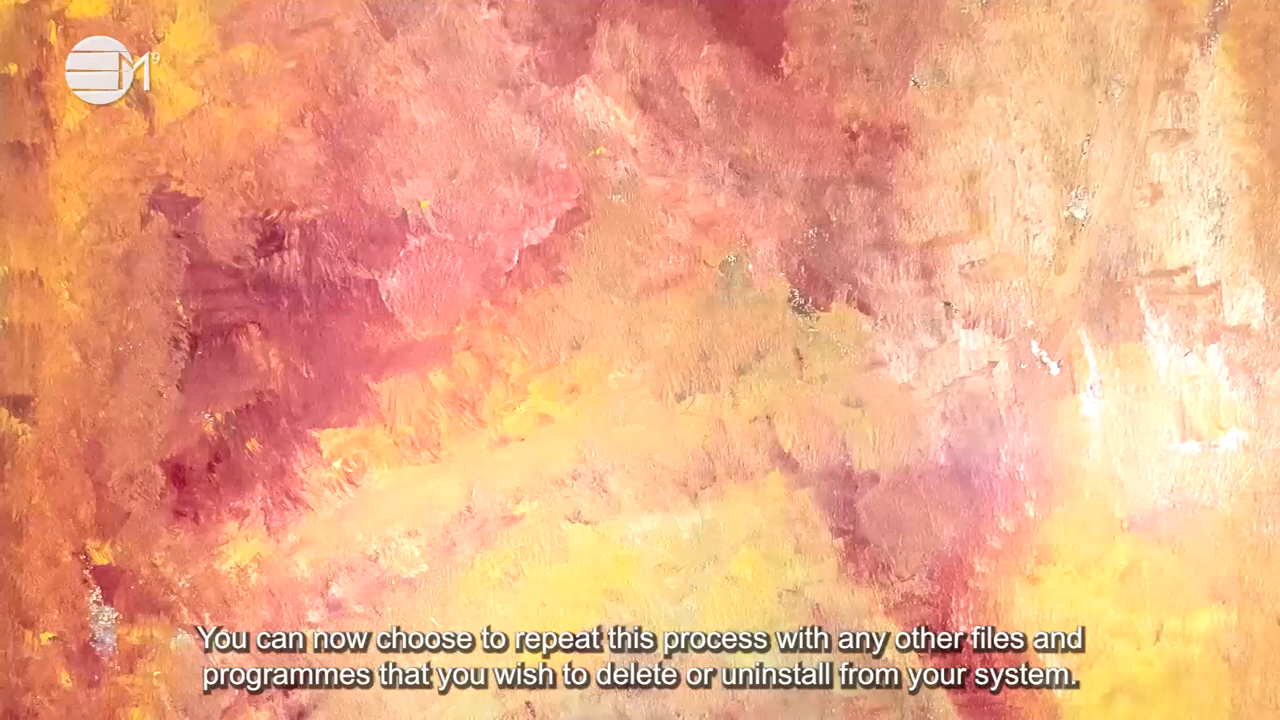 EM⁹
You can now choose to repeat this process with any other files and
programmes that you wish to delete or uninstall from your system.